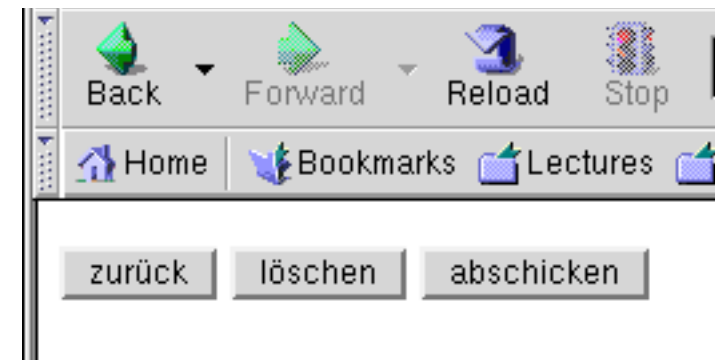 Back Forward Reload Stop
Home Bookmarks Lectures
zurück löschen abschicken